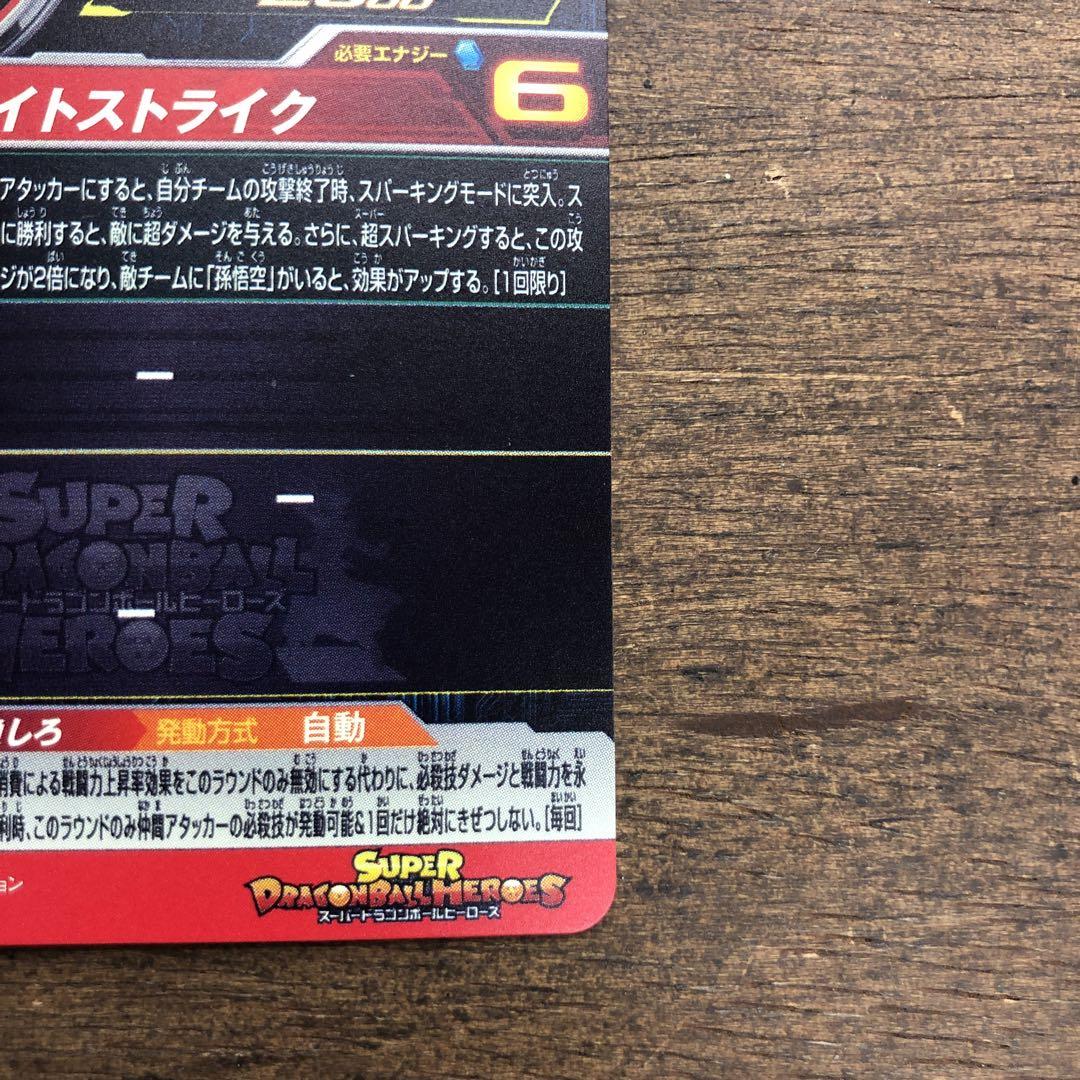 必要エナジー
6
イトストライク
アタッカーにすると、自分チームの攻撃終了時、スパーキングモードに突入。ス
に勝利すると、敵に超ダメージを与える。さらに、超スパーキングすると、この攻
ジが2倍になり、敵チームに「孫悟空」がいると、効果がアップする。[1回限り]
SUPER
DRAGONBALL
ードラゴンボールヒーローズ
HEROES
しろ
発動方式 自動
消費による戦闘力上昇率効果をこのラウンドのみ無効にする代わりに、必殺技ダメージと戦闘力を永
利時、このラウンドのみ仲間アタッカーの必殺技が発動可能&1回だけ絶対にきぜつしない。[毎回]
ョン
SUPER
DRAGONBALL HEROES
スーパードラゴンボールヒーローズ